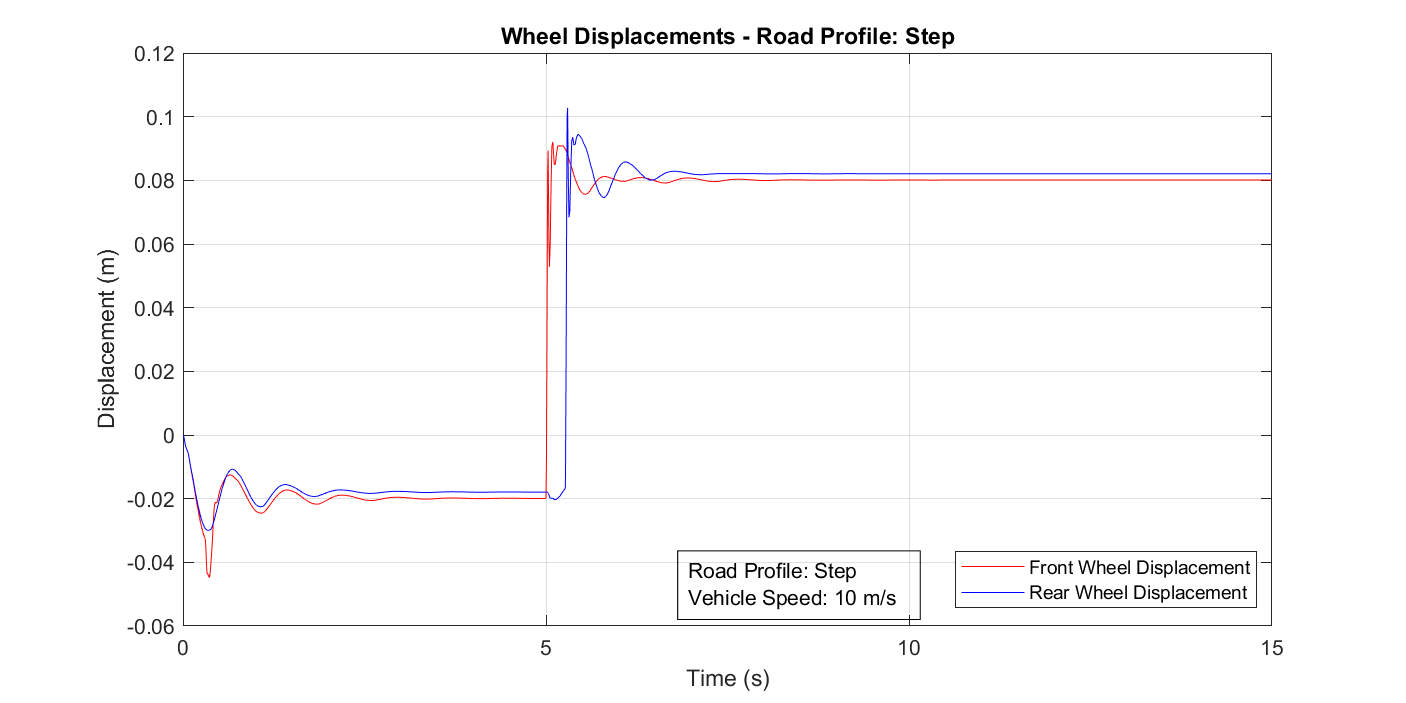 Wheel Displacements - Road Profile: Step
0.12
0.1
0.08
0.06
0.04
0.02
0
-0.02
-0.04
-0.06
Displacement (m)
Road Profile: Step
Vehicle Speed: 10 m/s
Front Wheel Displacement
Rear Wheel Displacement
0 5 10 15
Time (s)